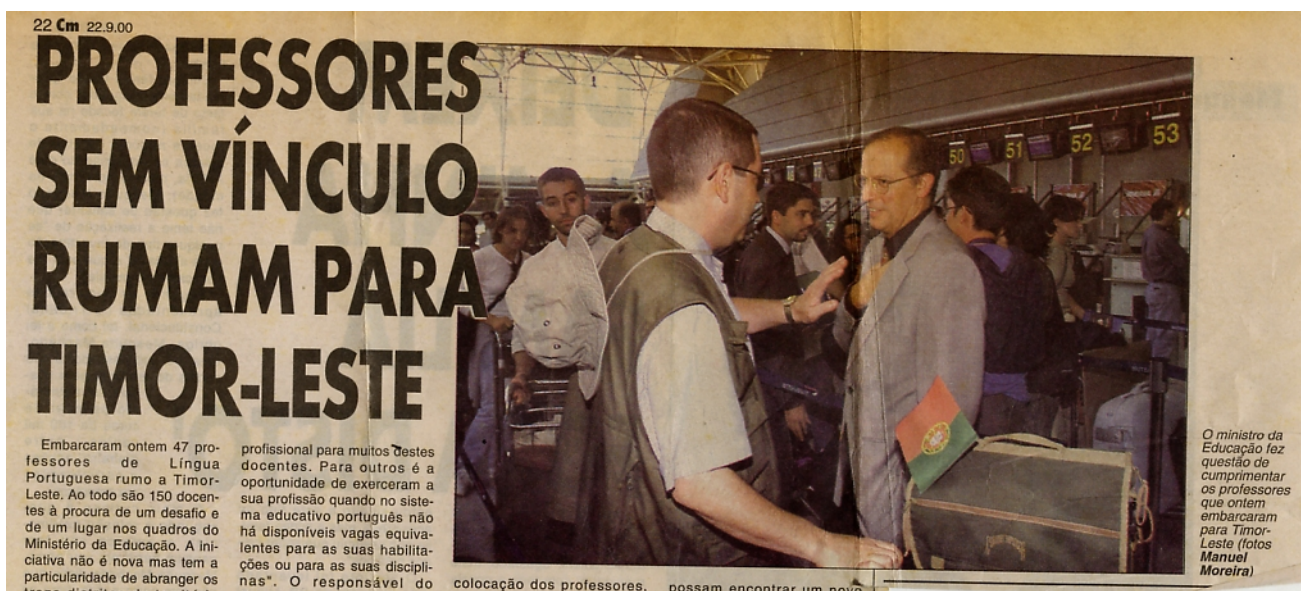 22 Cm 22.9.00
PROFESSORES
SEM VÍNCULO
RUMAM PARA
TIMOR-LESTE
Embarcaram ontem 47 pro-
fessores de Língua
Portuguesa rumo a Timor-
Leste. Ao todo são 150 docen-
tes à procura de um desafio e
de um lugar nos quadros do
Ministério da Educação. A ini-
ciativa não é nova mas tem a
particularidade de abranger os
profissional para muitos destes
docentes. Para outros é a
oportunidade de exerceram a
sua profissão quando no siste-
ma educativo português não
há disponíveis vagas equiva-
lentes para as suas habilita-
ções ou para as suas discipli-
nas". O responsável do
colocação dos professores,
possam encontrar um novo
50 51 52 53
O ministro da
Educação fez
questão de
cumprimentar
os professores
que ontem
embarcaram
para Timor-
Leste (fotos
Manuel
Moreira)